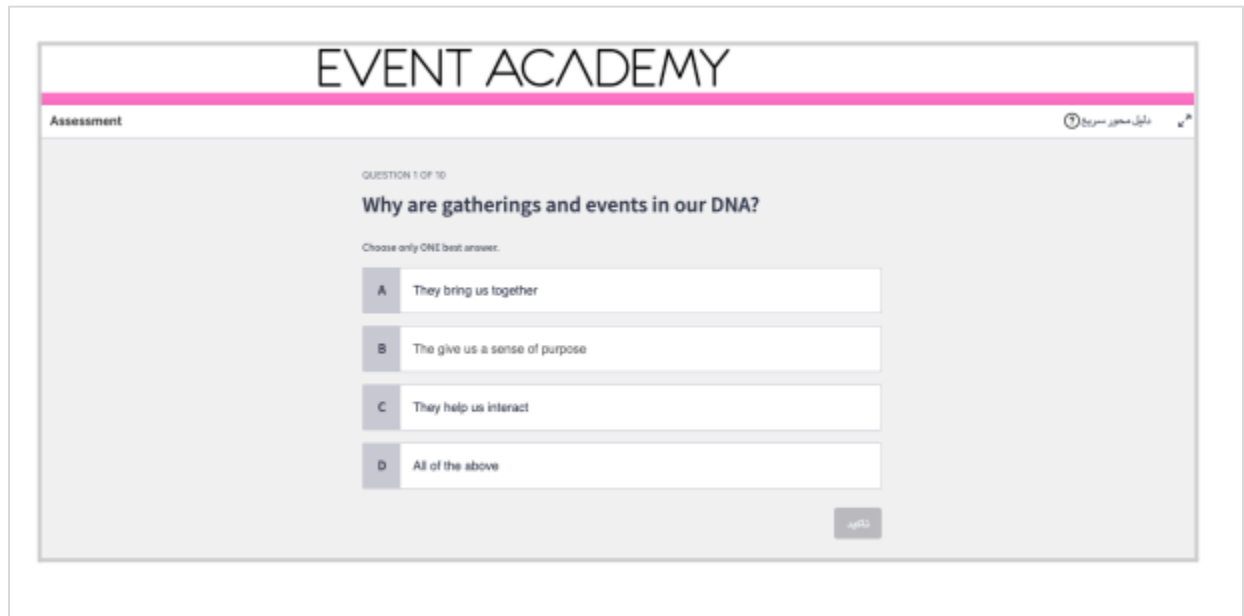 EVENT ACADEMY
Assessment
دليل محور سريع
QUESTION 1 OF 10
Why are gatherings and events in our DNA?
Choose only ONE best answer.
A They bring us together
B The give us a sense of purpose
C They help us interact
D All of the above
تأكيد